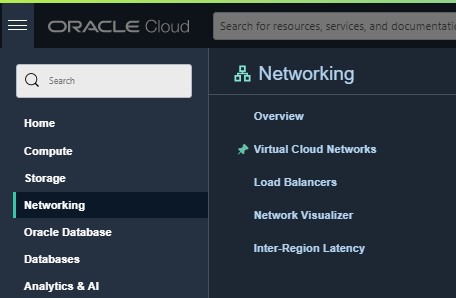 ORACLE Cloud
Search for resources, services, and documentatio
Search
Home
Compute
Storage
Networking
Oracle Database
Databases
Analytics & AI
Networking
Overview
Virtual Cloud Networks
Load Balancers
Network Visualizer
Inter-Region Latency